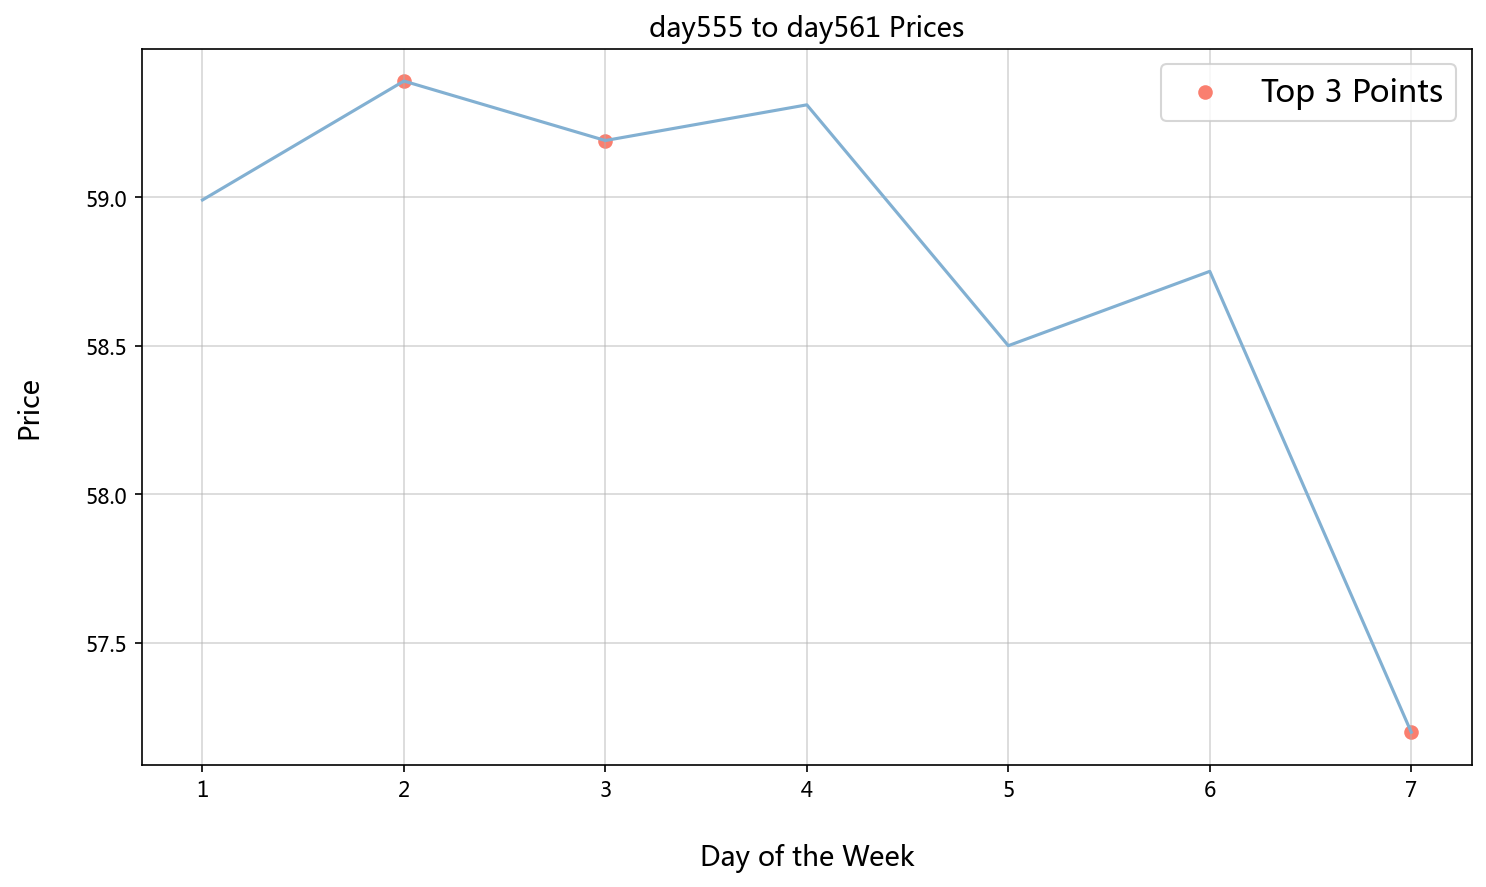 day555 to day561 Prices
Top 3 Points
59.0
58.5
58.0
57.5
Price
1 2 3 4 5 6 7
Day of the Week